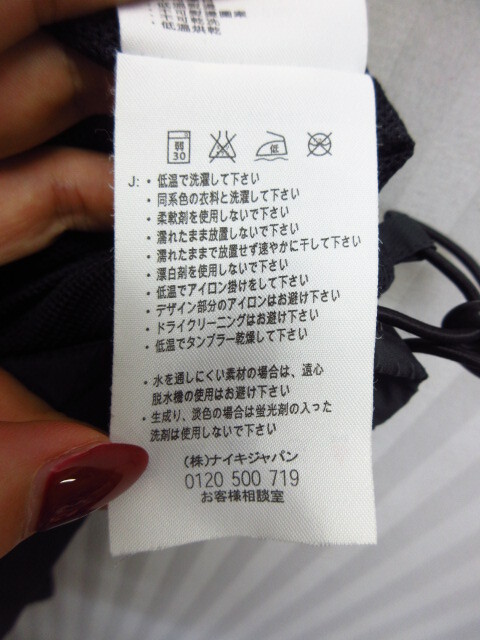 不可乾洗
低温烘乾
弱
30
低
J: ・低温で洗濯して下さい
・同系色の衣料と洗濯して下さい
・柔軟剤を使用しないで下さい
・濡れたまま放置しないで下さい
・濡れたままで放置せず速やかに干して下さい
・漂白剤を使用しないで下さい
・低温でアイロン掛けをして下さい
・デザイン部分のアイロンはお避け下さい
・ドライクリーニングはお避け下さい
・低温でタンブラー乾燥して下さい
・水を通しにくい素材の場合は、遠心
脱水機の使用はお避け下さい
・生成り、淡色の場合は蛍光剤の入った
洗剤は使用しないで下さい
(株)ナイキジャパン
0120 500 719
お客様相談室